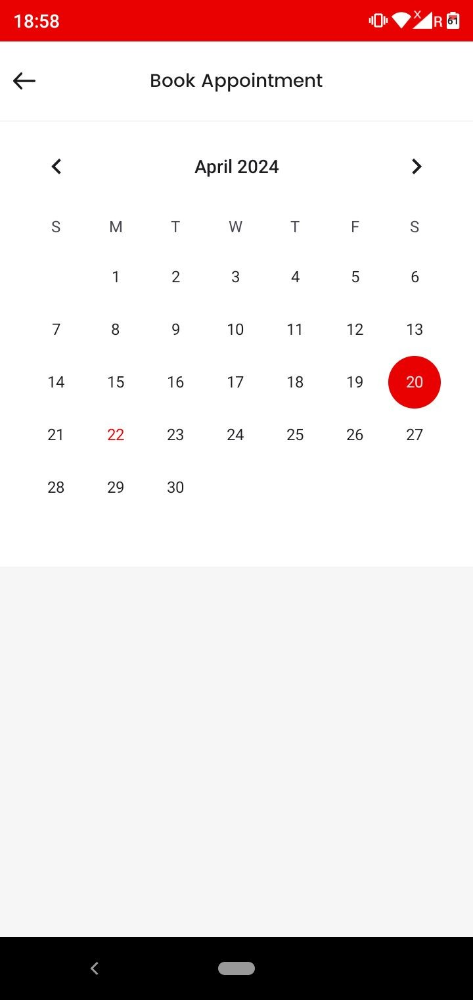 18:58
X R 61
Book Appointment
April 2024
S M T W T F S
1 2 3 4 5 6
7 8 9 10 11 12 13
14 15 16 17 18 19 20
21 22 23 24 25 26 27
28 29 30